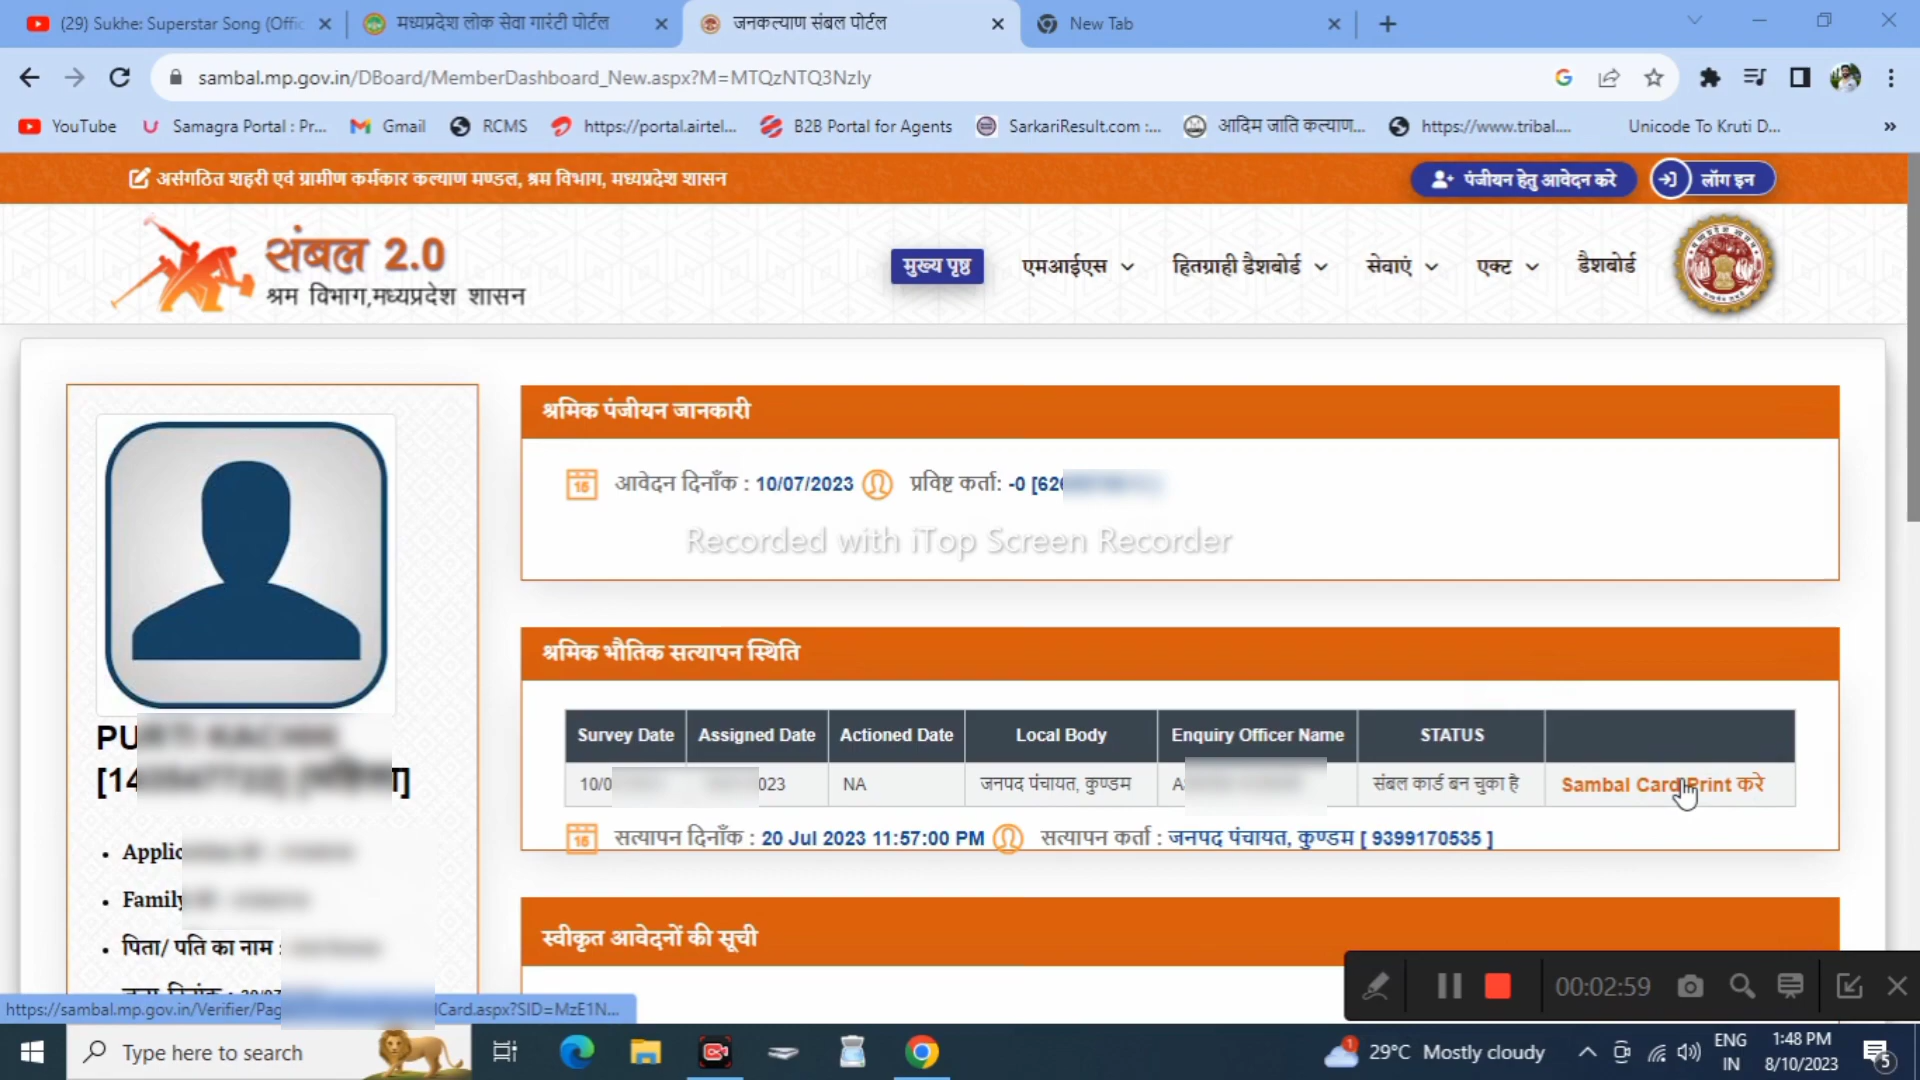 (29) Sukhe: Superstar Song (Offic
मध्यप्रदेश लोक सेवा गारंटी पोर्टल
जनकल्याण संबल पोर्टल
New Tab
sambal.mp.gov.in/DBoard/MemberDashboard_New.aspx?M=MTQzNTQ3NzIy
YouTube
Samagra Portal : Pr...
Gmail
RCMS
https://portal.airtel...
B2B Portal for Agents
SarkariResult.com :...
आदिम जाति कल्याण...
https://www.tribal....
Unicode To Kruti D...
»
असंगठित शहरी एवं ग्रामीण कर्मकार कल्याण मण्डल, श्रम विभाग, मध्यप्रदेश शासन
पंजीयन हेतु आवेदन करे
लॉग इन
संबल 2.0
श्रम विभाग,मध्यप्रदेश शासन
मुख्य पृष्ठ
एमआईएस
हितग्राही डैशबोर्ड
सेवाएं
एक्ट
डैशबोर्ड
श्रमिक पंजीयन जानकारी
आवेदन दिनाँक : 10/07/2023 प्रविष्ट कर्ता: -0 [62
Recorded with iTop Screen Recorder
श्रमिक भौतिक सत्यापन स्थिति
Survey Date Assigned Date Actioned Date Local Body Enquiry Officer Name STATUS
10/0 023 NA जनपद पंचायत, कुण्डम A संबल कार्ड बन चुका है Sambal Card Print करे
सत्यापन दिनाँक : 20 Jul 2023 11:57:00 PM सत्यापन कर्ता : जनपद पंचायत, कुण्डम [ 9399170535 ]
स्वीकृत आवेदनों की सूची
PU
[14
Applic
Family
पिता/ पति का नाम :
https://sambal.mp.gov.in/Verifier/Pag ICard.aspx?SID=MzE1N...
00:02:59
Type here to search
29°C Mostly cloudy
ENG
IN
1:48 PM
8/10/2023
5